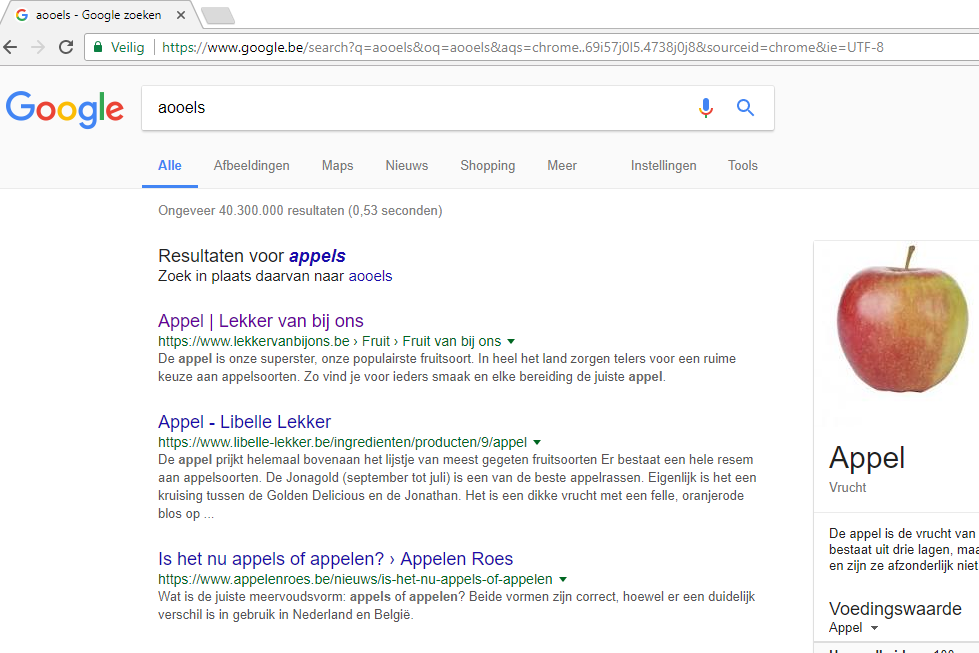 aooels - Google zoeken
Veilig
https://www.google.be/search?q=aooels&oq=aooels&aqs=chrome..69i57j0l5.4738j0j8&sourceid=chrome&ie=UTF-8
Google
aooels
Alle Afbeeldingen Maps Nieuws Shopping Meer Instellingen Tools
Ongeveer 40.300.000 resultaten (0,53 seconden)
Resultaten voor appels
Zoek in plaats daarvan naar aooels
Appel | Lekker van bij ons
https://www.lekkervanbijons.be › Fruit › Fruit van bij ons
De appel is onze superster, onze populairste fruitsoort. In heel het land zorgen telers voor een ruime
keuze aan appelsoorten. Zo vind je voor ieders smaak en elke bereiding de juiste appel.
Appel - Libelle Lekker
https://www.libelle-lekker.be/ingredienten/producten/9/appel
De appel prijkt helemaal bovenaan het lijstje van meest gegeten fruitsoorten Er bestaat een hele resem
aan appelsoorten. De Jonagold (september tot juli) is een van de beste appelrassen. Eigenlijk is het een
kruising tussen de Golden Delicious en de Jonathan. Het is een dikke vrucht met een felle, oranjerode
blos op ...
Is het nu appels of appelen? › Appelen Roes
https://www.appelenroes.be/nieuws/is-het-nu-appels-of-appelen
Wat is de juiste meervoudsvorm: appels of appelen? Beide vormen zijn correct, hoewel er een duidelijk
verschil is in gebruik in Nederland en België.
Appel
Vrucht
De appel is de vrucht van
bestaat uit drie lagen, maa
en zijn ze afzonderlijk niet
Voedingswaarde
Appel